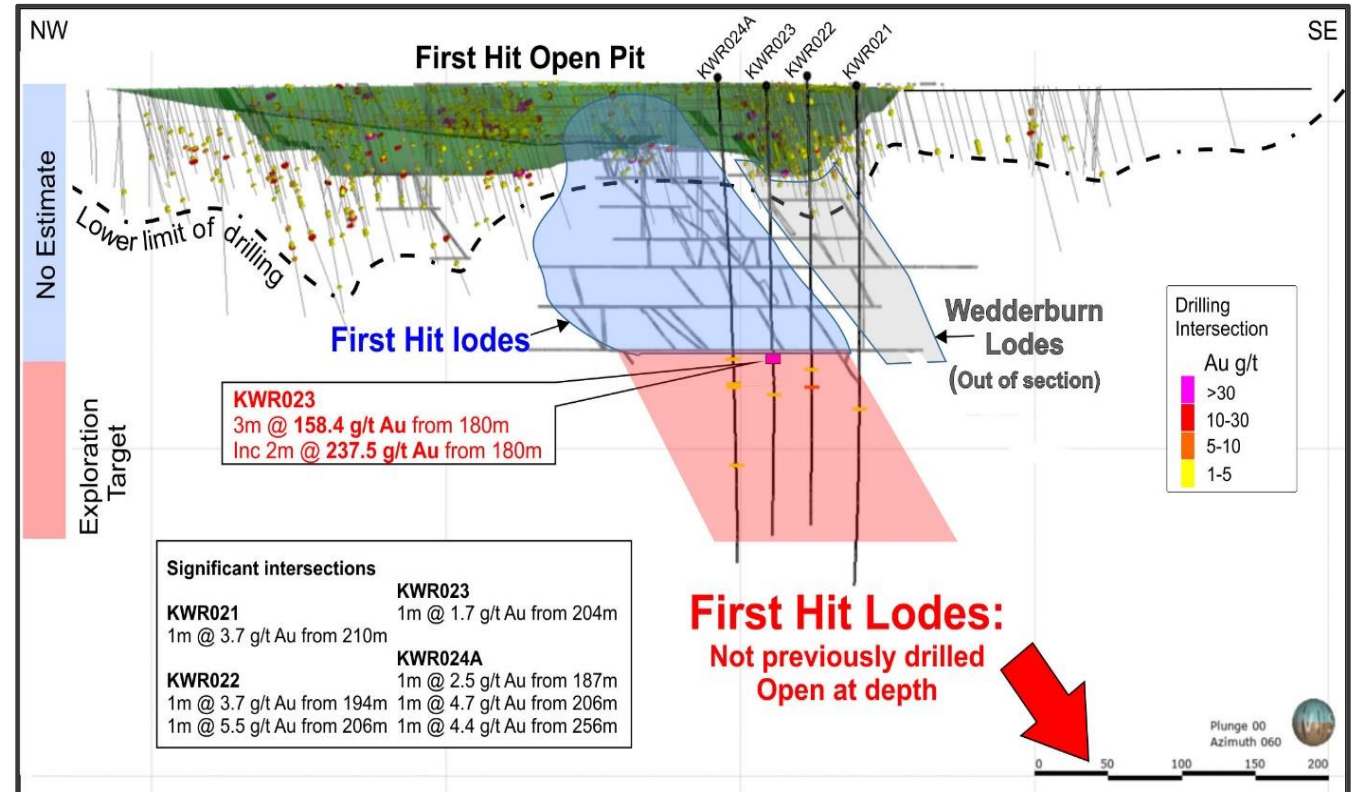 NW
SE
First Hit Open Pit
KWR024A
KWR023
KWR022
KWR021
No Estimate
Exploration
Target
Lower limit of drilling
First Hit lodes
Wedderburn
Lodes
(Out of section)
Drilling
Intersection
Au g/t
>30
10-30
5-10
1-5
KWR023
3m @ 158.4 g/t Au from 180m
Inc 2m @ 237.5 g/t Au from 180m
Significant intersections
KWR021
1m @ 3.7 g/t Au from 210m
KWR022
1m @ 3.7 g/t Au from 194m
1m @ 5.5 g/t Au from 206m
KWR023
1m @ 1.7 g/t Au from 204m
KWR024A
1m @ 2.5 g/t Au from 187m
1m @ 4.7 g/t Au from 206m
1m @ 4.4 g/t Au from 256m
First Hit Lodes:
Not previously drilled
Open at depth
Plunge 00
Azimuth 060
0 50 100 150 200